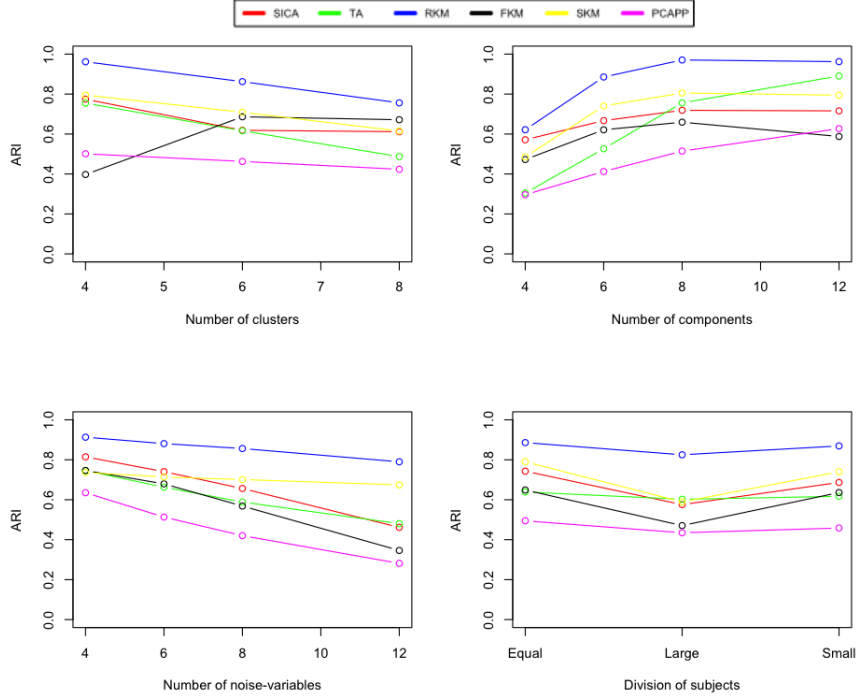 SICA TA RKM FKM SKM PCAPP
ARI
0.0 0.2 0.4 0.6 0.8 1.0
4 5 6 7 8
Number of clusters
ARI
0.0 0.2 0.4 0.6 0.8 1.0
4 6 8 10 12
Number of components
ARI
0.0 0.2 0.4 0.6 0.8 1.0
4 6 8 10 12
Number of noise-variables
ARI
0.0 0.2 0.4 0.6 0.8 1.0
Equal Large Small
Division of subjects